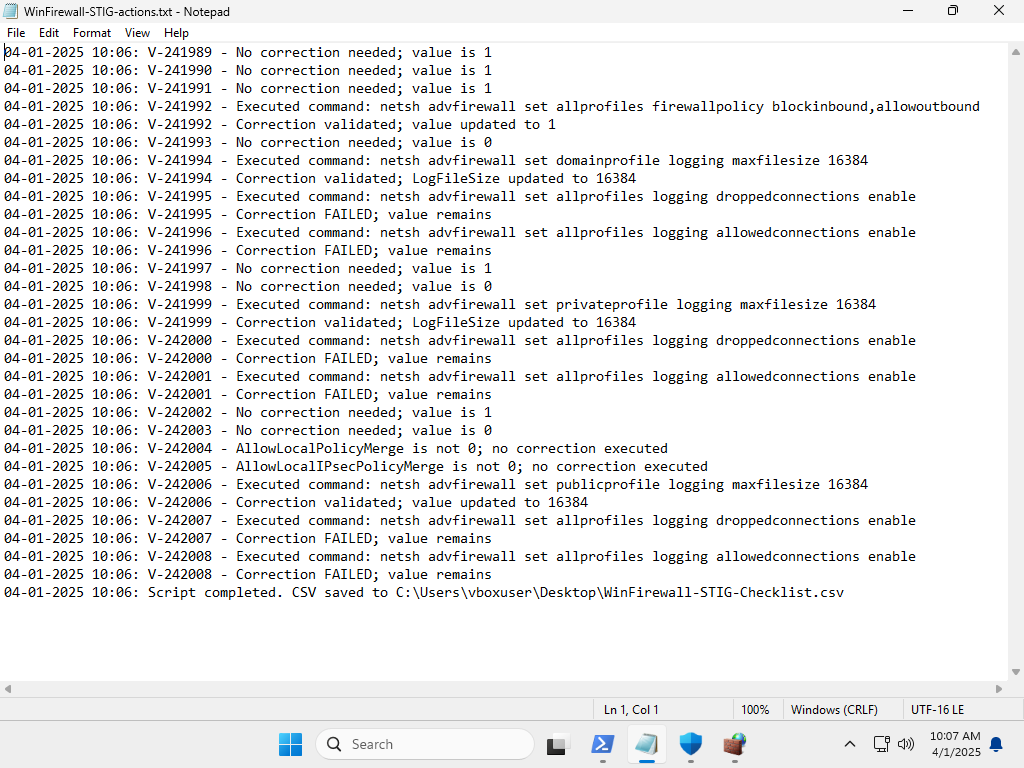 WinFirewall-STIG-actions.txt - Notepad
File Edit Format View Help
04-01-2025 10:06: V-241989 - No correction needed; value is 1
04-01-2025 10:06: V-241990 - No correction needed; value is 1
04-01-2025 10:06: V-241991 - No correction needed; value is 1
04-01-2025 10:06: V-241992 - Executed command: netsh advfirewall set allprofiles firewallpolicy blockinbound,allowoutbound
04-01-2025 10:06: V-241992 - Correction validated; value updated to 1
04-01-2025 10:06: V-241993 - No correction needed; value is 0
04-01-2025 10:06: V-241994 - Executed command: netsh advfirewall set domainprofile logging maxfilesize 16384
04-01-2025 10:06: V-241994 - Correction validated; LogFileSize updated to 16384
04-01-2025 10:06: V-241995 - Executed command: netsh advfirewall set allprofiles logging droppedconnections enable
04-01-2025 10:06: V-241995 - Correction FAILED; value remains
04-01-2025 10:06: V-241996 - Executed command: netsh advfirewall set allprofiles logging allowedconnections enable
04-01-2025 10:06: V-241996 - Correction FAILED; value remains
04-01-2025 10:06: V-241997 - No correction needed; value is 1
04-01-2025 10:06: V-241998 - No correction needed; value is 0
04-01-2025 10:06: V-241999 - Executed command: netsh advfirewall set privateprofile logging maxfilesize 16384
04-01-2025 10:06: V-241999 - Correction validated; LogFileSize updated to 16384
04-01-2025 10:06: V-242000 - Executed command: netsh advfirewall set allprofiles logging droppedconnections enable
04-01-2025 10:06: V-242000 - Correction FAILED; value remains
04-01-2025 10:06: V-242001 - Executed command: netsh advfirewall set allprofiles logging allowedconnections enable
04-01-2025 10:06: V-242001 - Correction FAILED; value remains
04-01-2025 10:06: V-242002 - No correction needed; value is 1
04-01-2025 10:06: V-242003 - No correction needed; value is 0
04-01-2025 10:06: V-242004 - AllowLocalPolicyMerge is not 0; no correction executed
04-01-2025 10:06: V-242005 - AllowLocalIPsecPolicyMerge is not 0; no correction executed
04-01-2025 10:06: V-242006 - Executed command: netsh advfirewall set publicprofile logging maxfilesize 16384
04-01-2025 10:06: V-242006 - Correction validated; value updated to 16384
04-01-2025 10:06: V-242007 - Executed command: netsh advfirewall set allprofiles logging droppedconnections enable
04-01-2025 10:06: V-242007 - Correction FAILED; value remains
04-01-2025 10:06: V-242008 - Executed command: netsh advfirewall set allprofiles logging allowedconnections enable
04-01-2025 10:06: V-242008 - Correction FAILED; value remains
04-01-2025 10:06: Script completed. CSV saved to C:\Users\vboxuser\Desktop\WinFirewall-STIG-Checklist.csv
Ln 1, Col 1 100% Windows (CRLF) UTF-16 LE
Search
10:07 AM
4/1/2025